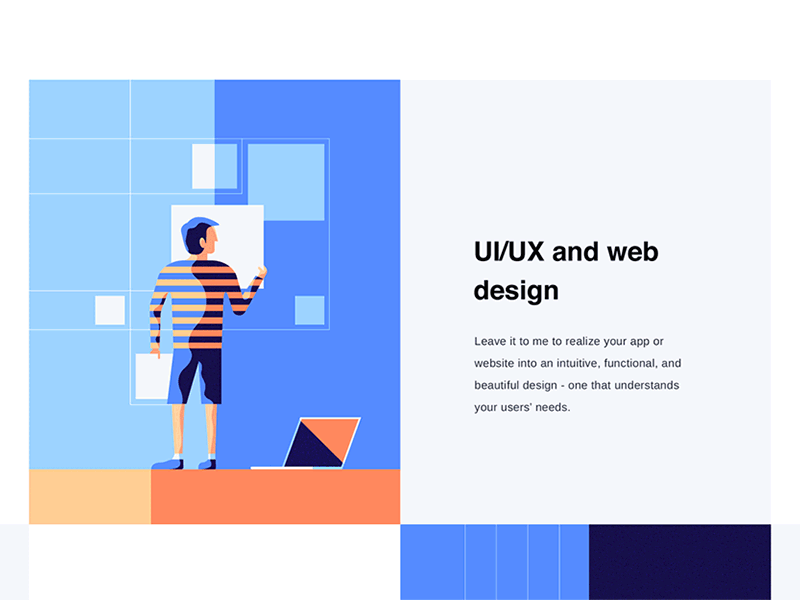 UI/UX and web
design
Leave it to me to realize your app or
website into an intuitive, functional, and
beautiful design - one that understands
your users' needs.